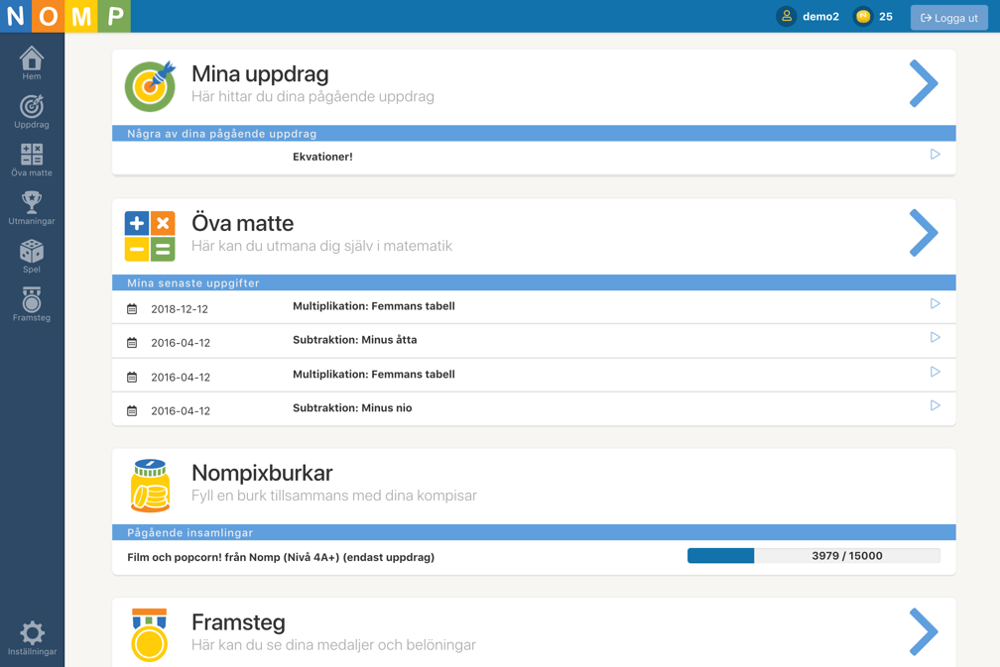 NOMP
demo2
25
Logga ut
Hem
Uppdrag
Öva matte
Utmaningar
Spel
Framsteg
Inställningar
Mina uppdrag
Här hittar du dina pågående uppdrag
Några av dina pågående uppdrag
Ekvationer!
Öva matte
Här kan du utmana dig själv i matematik
Mina senaste uppgifter
2018-12-12 Multiplikation: Femmans tabell
2016-04-12 Subtraktion: Minus åtta
2016-04-12 Multiplikation: Femmans tabell
2016-04-12 Subtraktion: Minus nio
Nompixburkar
Fyll en burk tillsammans med dina kompisar
Pågående insamlingar
Film och popcorn! från Nomp (Nivå 4A+) (endast uppdrag) 3979 / 15000
Framsteg
Här kan du se dina medaljer och belöningar